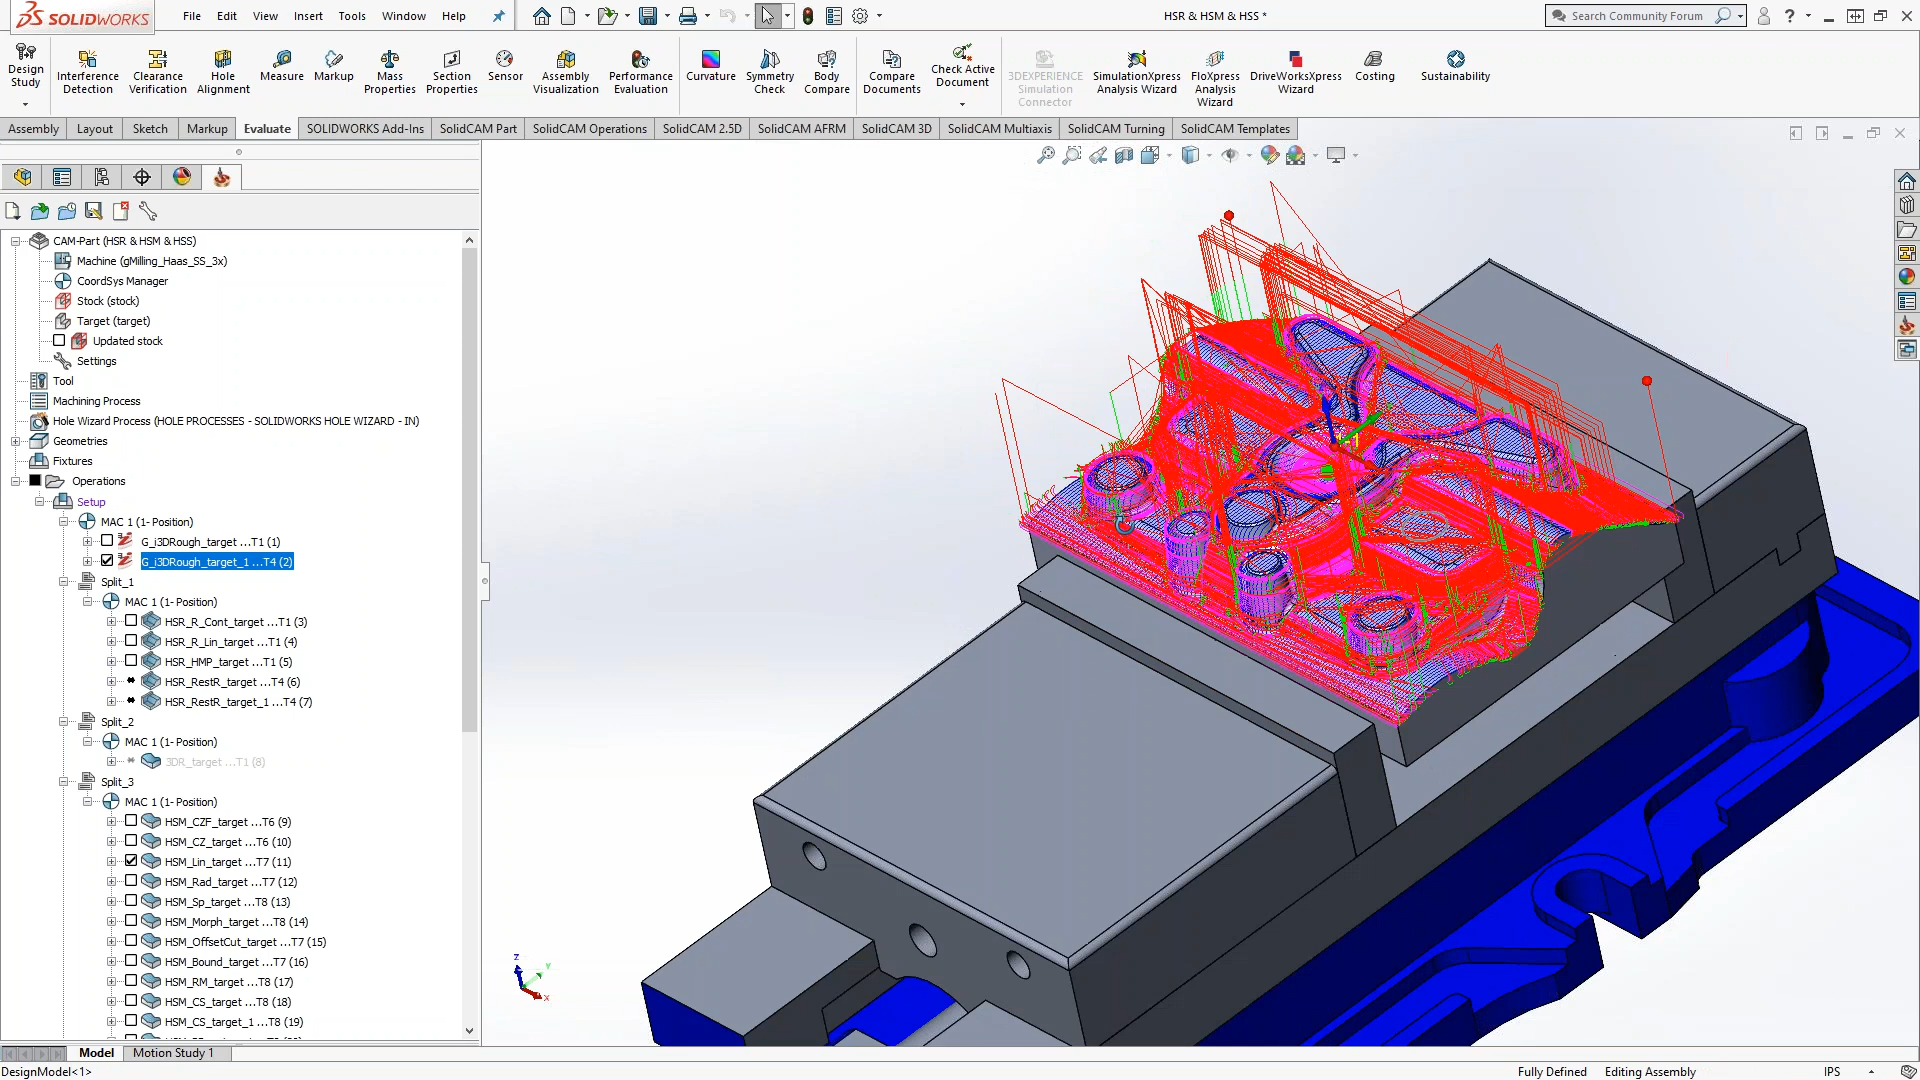 SOLIDWORKS
File Edit View Insert Tools Window Help
HSR & HSM & HSS *
Search Community Forum
Design Study
Interference Detection
Clearance Verification
Hole Alignment
Measure
Markup
Mass Properties
Section Properties
Sensor
Assembly Visualization
Performance Evaluation
Curvature
Symmetry Check
Body Compare
Compare Documents
Check Active Document
3DEXPERIENCE Simulation Connector
SimulationXpress Analysis Wizard
FloXpress Analysis Wizard
DriveWorksXpress Wizard
Costing
Sustainability
Assembly Layout Sketch Markup Evaluate SOLIDWORKS Add-Ins SolidCAM Part SolidCAM Operations SolidCAM 2.5D SolidCAM AFRM SolidCAM 3D SolidCAM Multiaxis SolidCAM Turning SolidCAM Templates
CAM-Part (HSR & HSM & HSS)
Machine (gMilling_Haas_SS_3x)
CoordSys Manager
Stock (stock)
Target (target)
Updated stock
Settings
Tool
Machining Process
Hole Wizard Process (HOLE PROCESSES - SOLIDWORKS HOLE WIZARD - IN)
Geometries
Fixtures
Operations
Setup
MAC 1 (1- Position)
G_i3DRough_target ...T1 (1)
G_i3DRough_target_1 ...T4 (2)
Split_1
MAC 1 (1- Position)
HSR_R_Cont_target ...T1 (3)
HSR_R_Lin_target ...T1 (4)
HSR_HMP_target ...T1 (5)
HSR_RestR_target ...T4 (6)
HSR_RestR_target_1 ...T4 (7)
Split_2
MAC 1 (1- Position)
3DR_target ...T1 (8)
Split_3
MAC 1 (1- Position)
HSM_CZF_target ...T6 (9)
HSM_CZ_target ...T6 (10)
HSM_Lin_target ...T7 (11)
HSM_Rad_target ...T7 (12)
HSM_Sp_target ...T8 (13)
HSM_Morph_target ...T8 (14)
HSM_OffsetCut_target ...T7 (15)
HSM_Bound_target ...T7 (16)
HSM_RM_target ...T8 (17)
HSM_CS_target ...T8 (18)
HSM_CS_target_1 ...T8 (19)
Z
Y
X
Model Motion Study 1
DesignModel<1>
Fully Defined Editing Assembly IPS